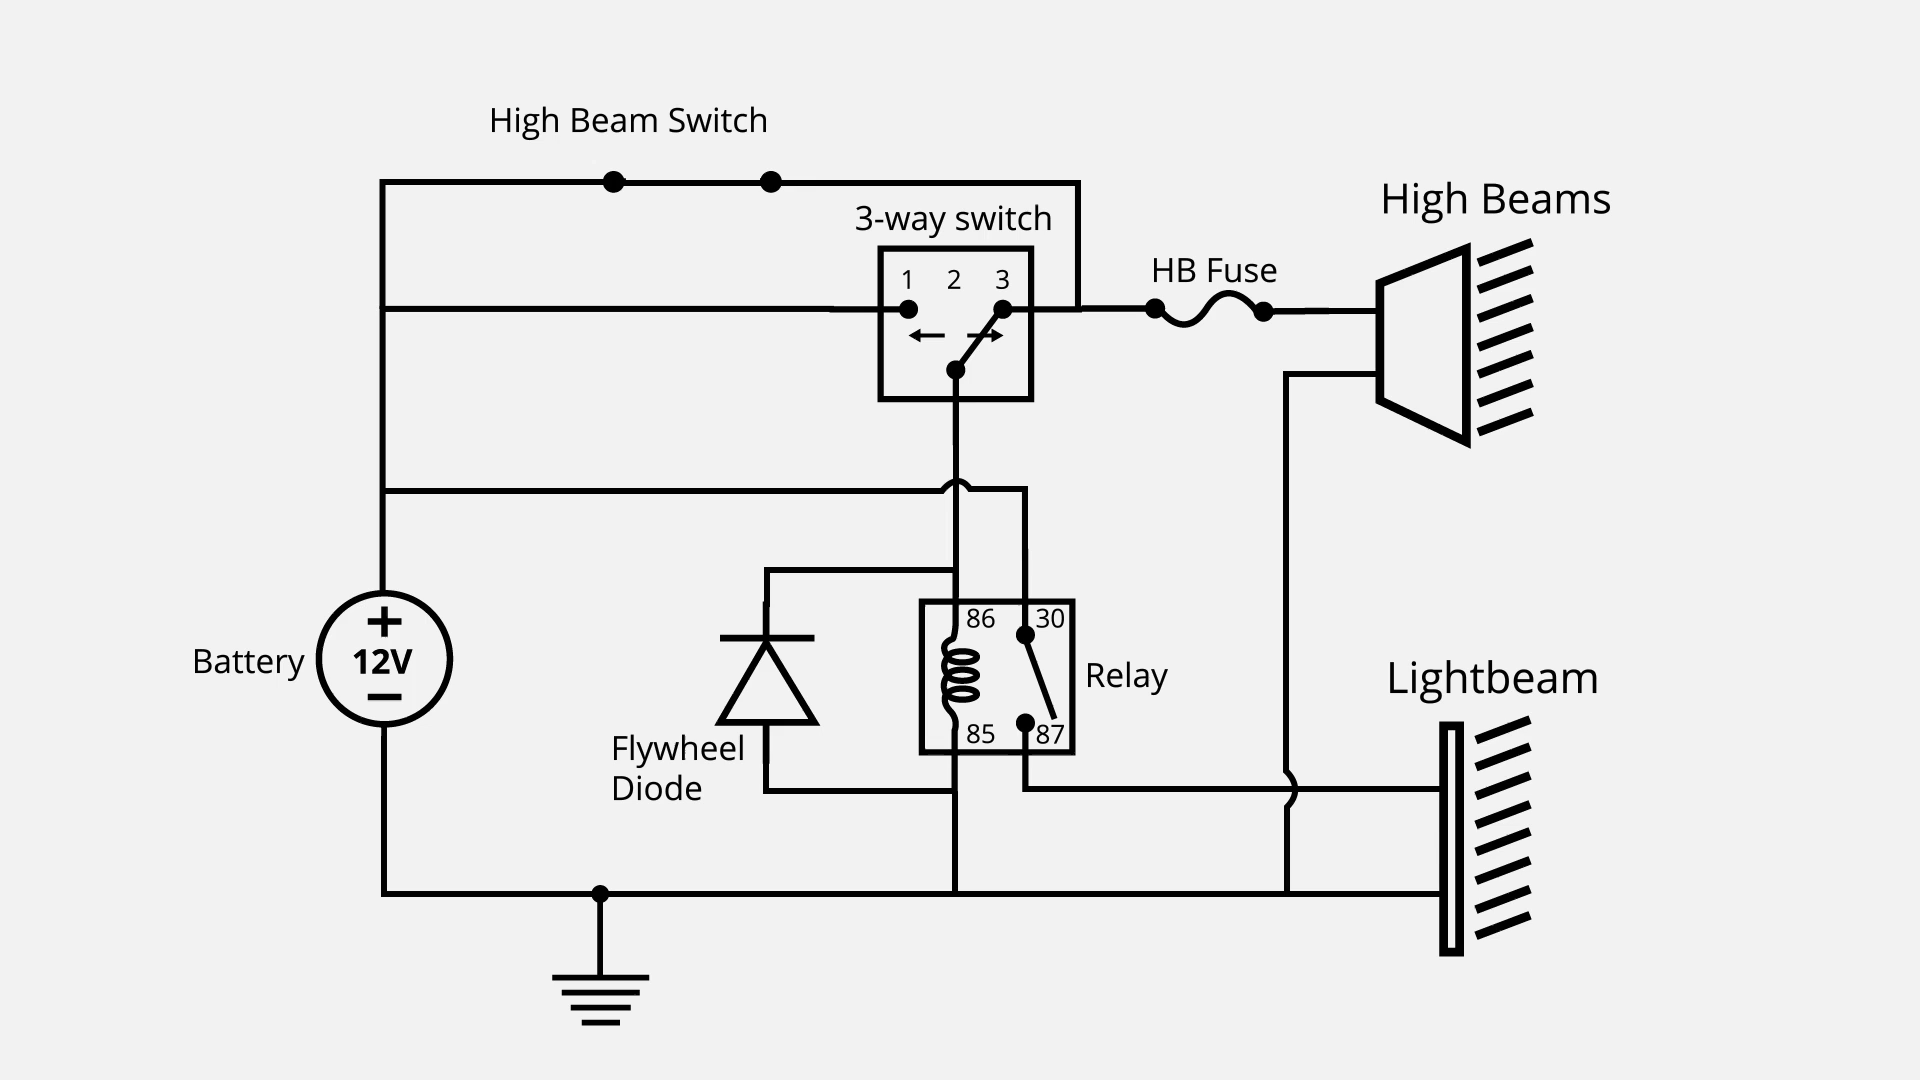 High Beam Switch
3-way switch
1 2 3
HB Fuse
High Beams
86 30
85 87
Relay
Battery
+
12V
−
Flywheel
Diode
Lightbeam